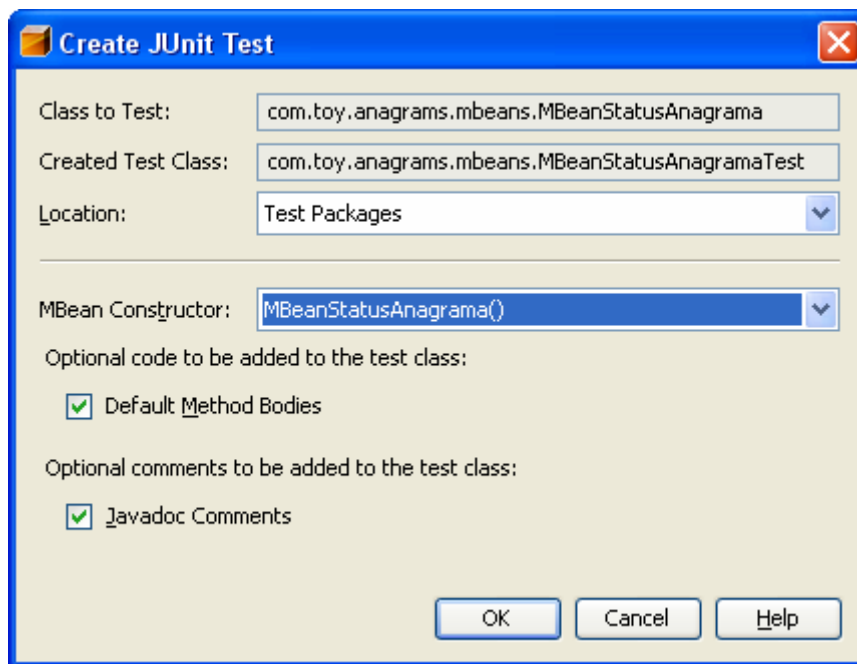 Create JUnit Test
Class to Test: com.toy.anagrams.mbeans.MBeanStatusAnagrama
Created Test Class: com.toy.anagrams.mbeans.MBeanStatusAnagramaTest
Location: Test Packages
MBean Constructor: MBeanStatusAnagrama()
Optional code to be added to the test class:
Default Method Bodies
Optional comments to be added to the test class:
Javadoc Comments
OK Cancel Help